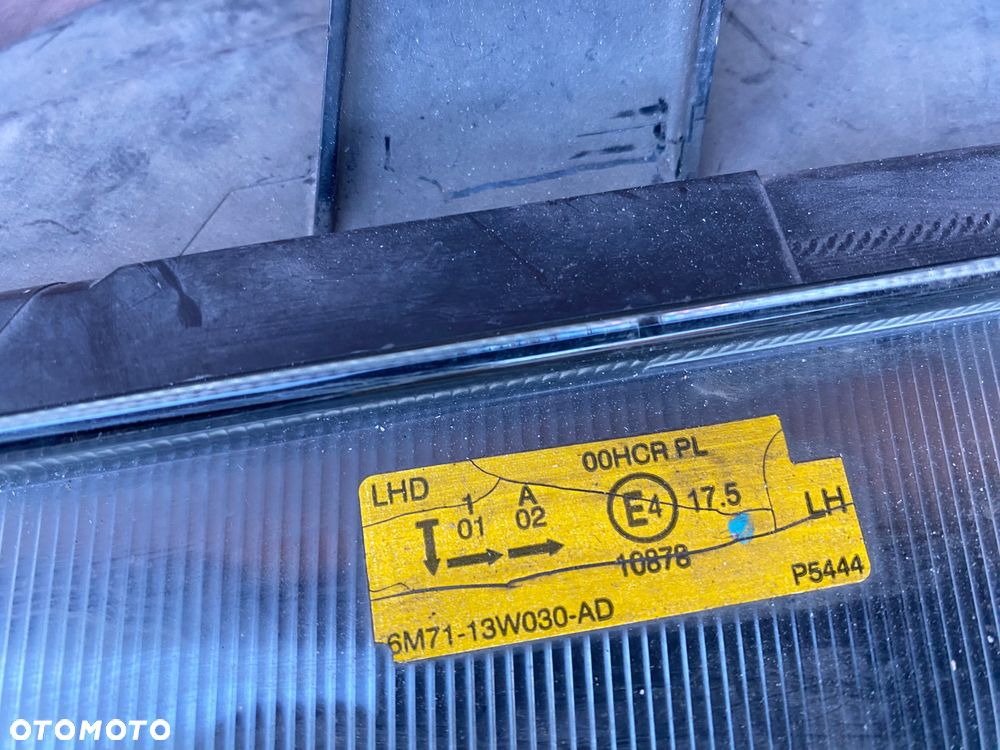 00HCR PL
LHD 1 A E4 17.5 LH
01 02
10878
P5444
6M71-13W030-AD
OTOMOTO